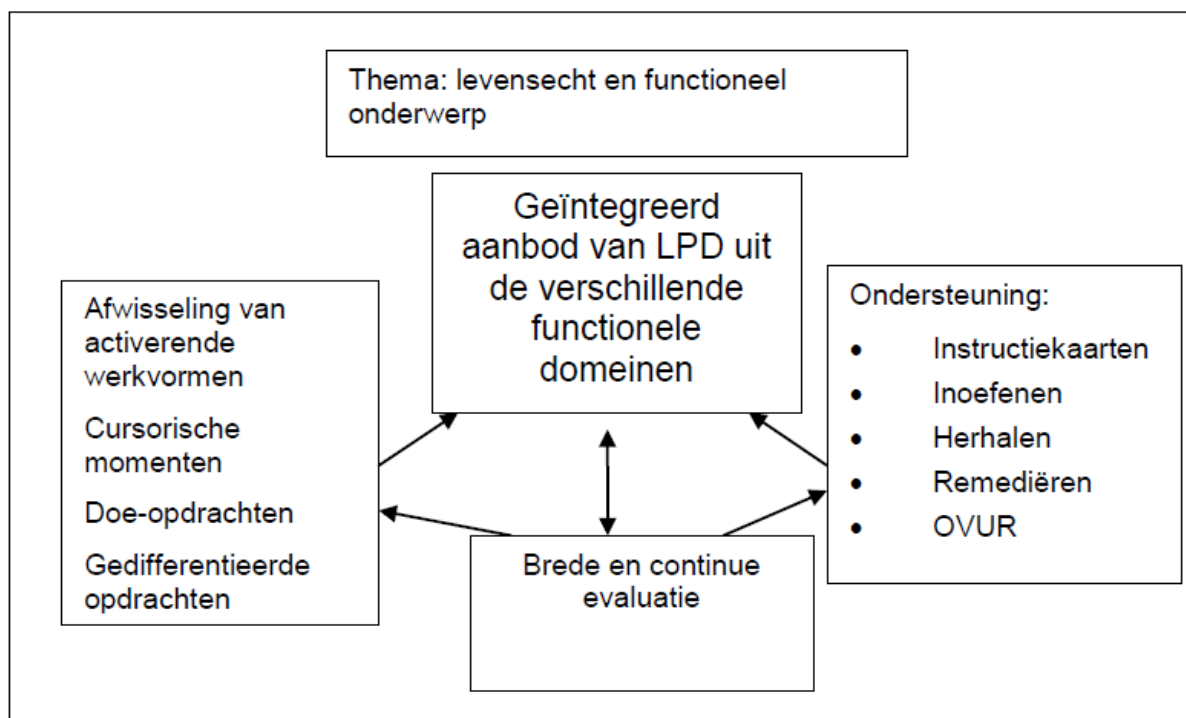 Thema: levensecht en functioneel
onderwerp
Geïntegreerd
aanbod van LPD uit
de verschillende
functionele
domeinen
Afwisseling van
activerende
werkvormen
Cursorische
momenten
Doe-opdrachten
Gedifferentieerde
opdrachten
Ondersteuning:
• Instructiekaarten
• Inoefenen
• Herhalen
• Remediëren
• OVUR
Brede en continue
evaluatie